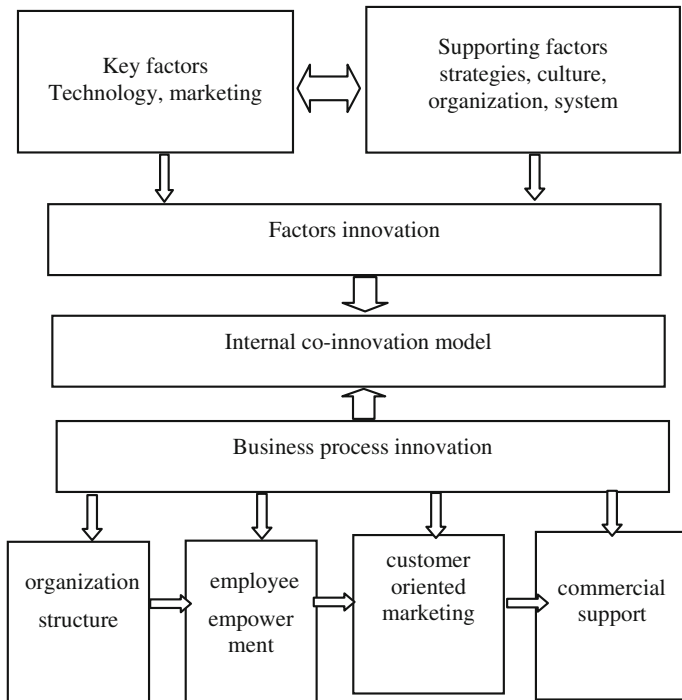 Key factors
Technology, marketing
Supporting factors
strategies, culture,
organization, system
Factors innovation
Internal co-innovation model
Business process innovation
organization
structure
employee
empower
ment
customer
oriented
marketing
commercial
support